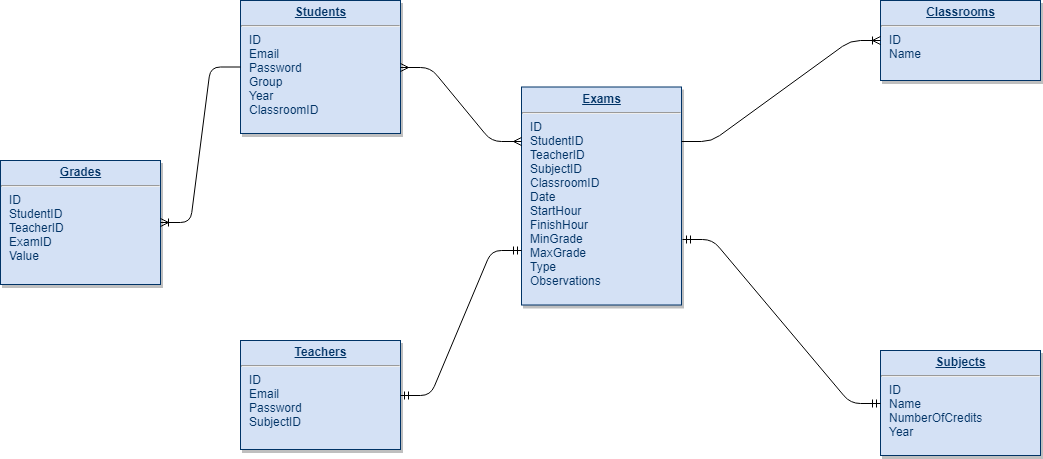 Students
ID
Email
Password
Group
Year
ClassroomID
Classrooms
ID
Name
Exams
ID
StudentID
TeacherID
SubjectID
ClassroomID
Date
StartHour
FinishHour
MinGrade
MaxGrade
Type
Observations
Grades
ID
StudentID
TeacherID
ExamID
Value
Teachers
ID
Email
Password
SubjectID
Subjects
ID
Name
NumberOfCredits
Year